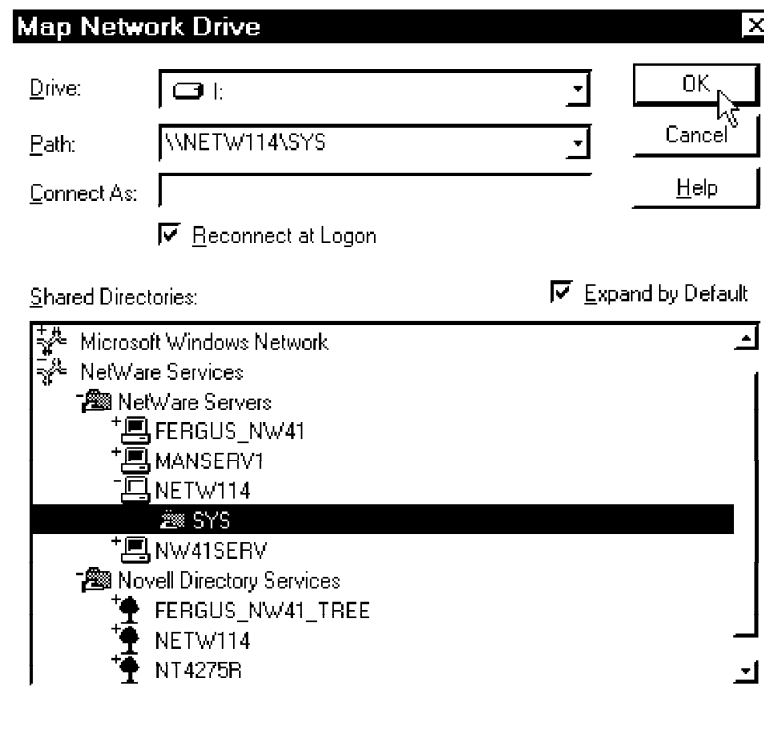 Map Network Drive
Drive: I: OK
Path: \\NETW114\SYS Cancel
Connect As: Help
Reconnect at Logon
Shared Directories: Expand by Default
Microsoft Windows Network
NetWare Services
NetWare Servers
FERGUS_NW41
MANSERV1
NETW114
SYS
NW41SERV
Novell Directory Services
FERGUS_NW41_TREE
NETW114
NT4275R